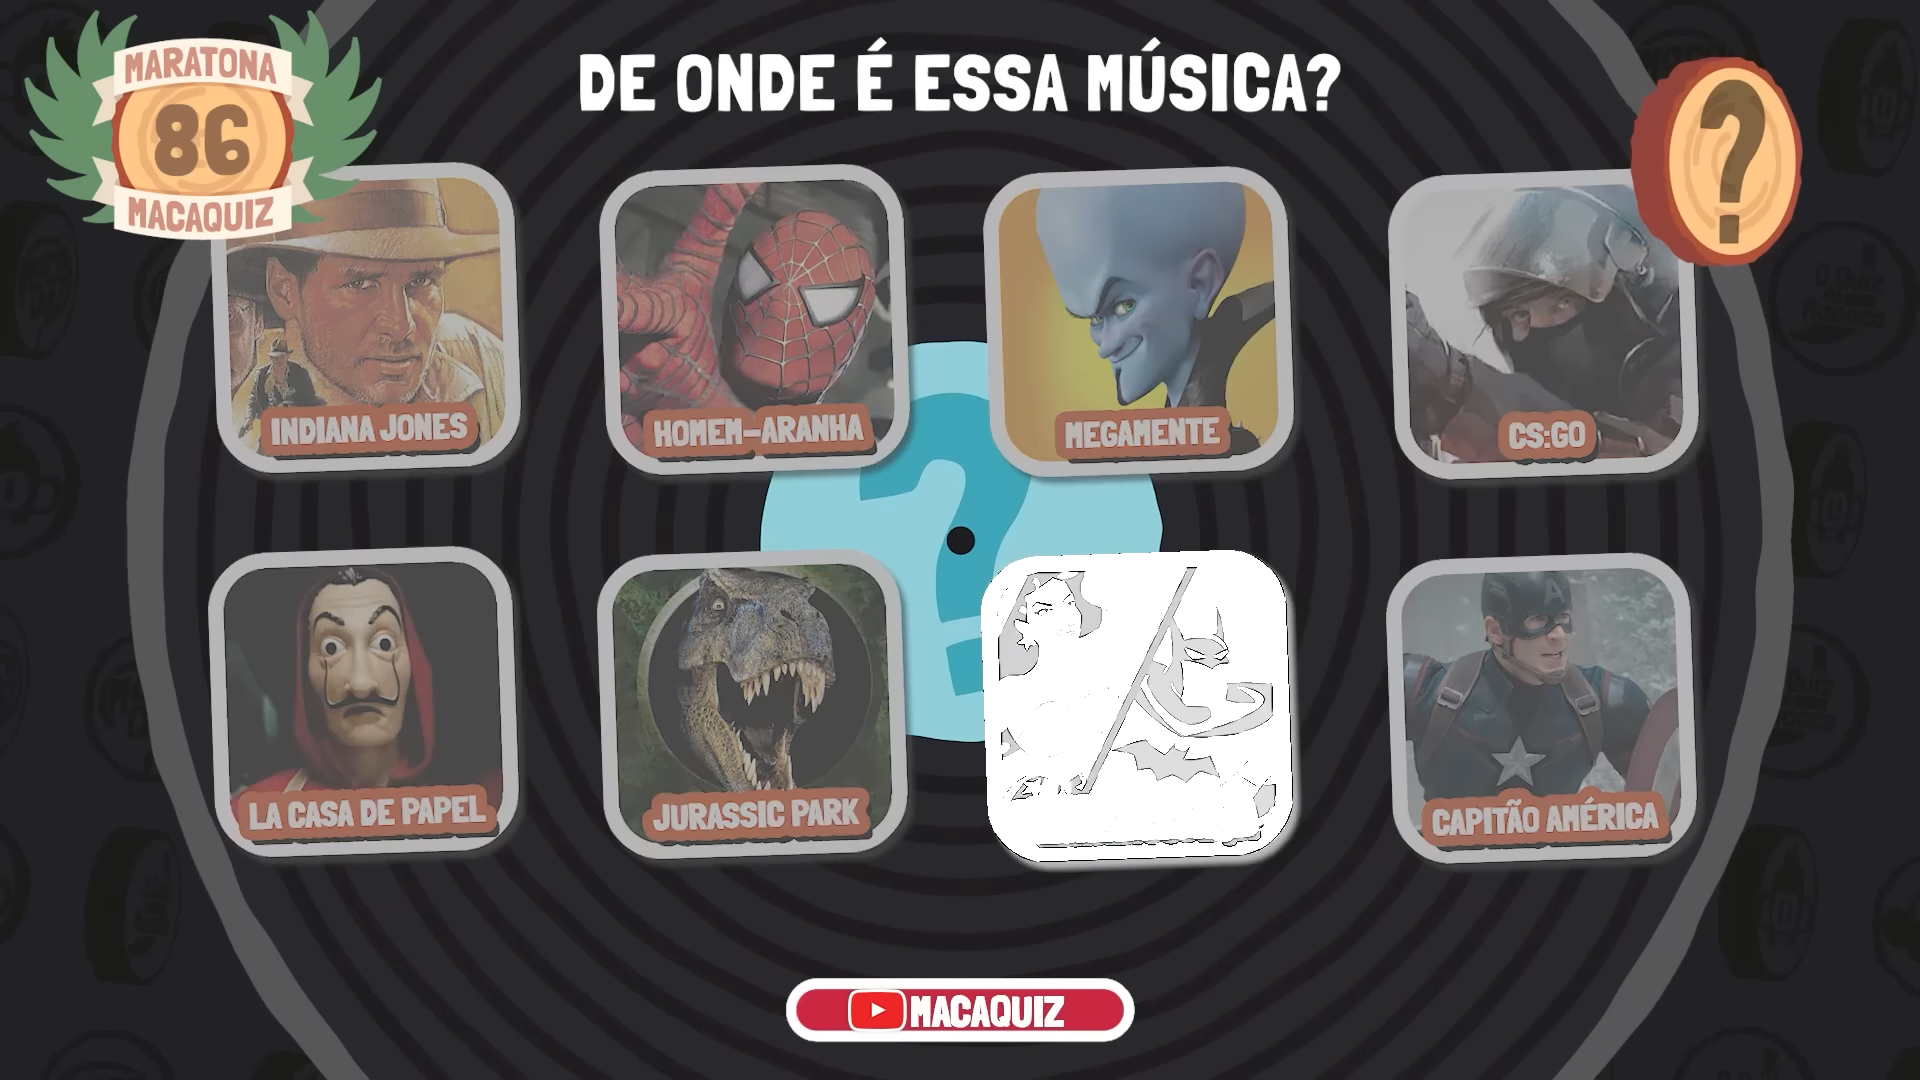 MARATONA
86
MACAQUIZ
DE ONDE É ESSA MÚSICA?
?
INDIANA JONES
HOMEM-ARANHA
MEGAMENTE
CS:GO
?
A
LA CASA DE PAPEL
JURASSIC PARK
CAPITÃO AMÉRICA
MACAQUIZ